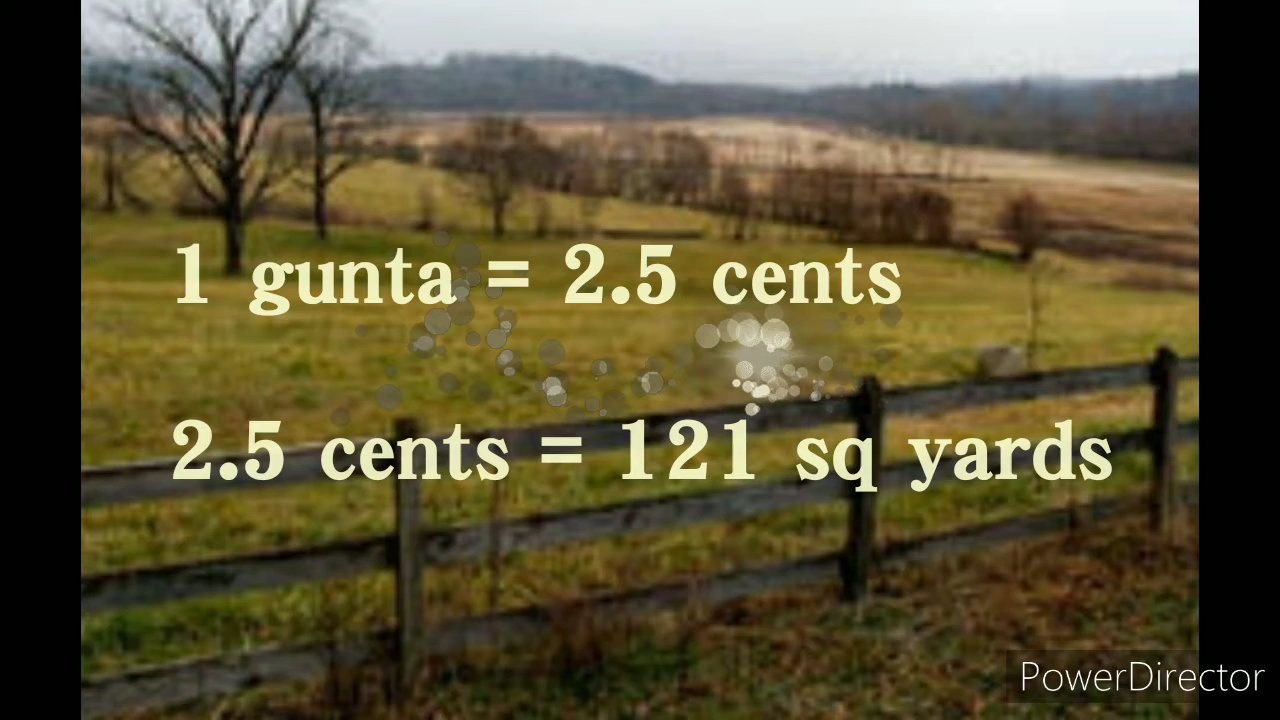 1 gunta = 2.5 cents
2.5 cents = 121 sq yards
PowerDirector